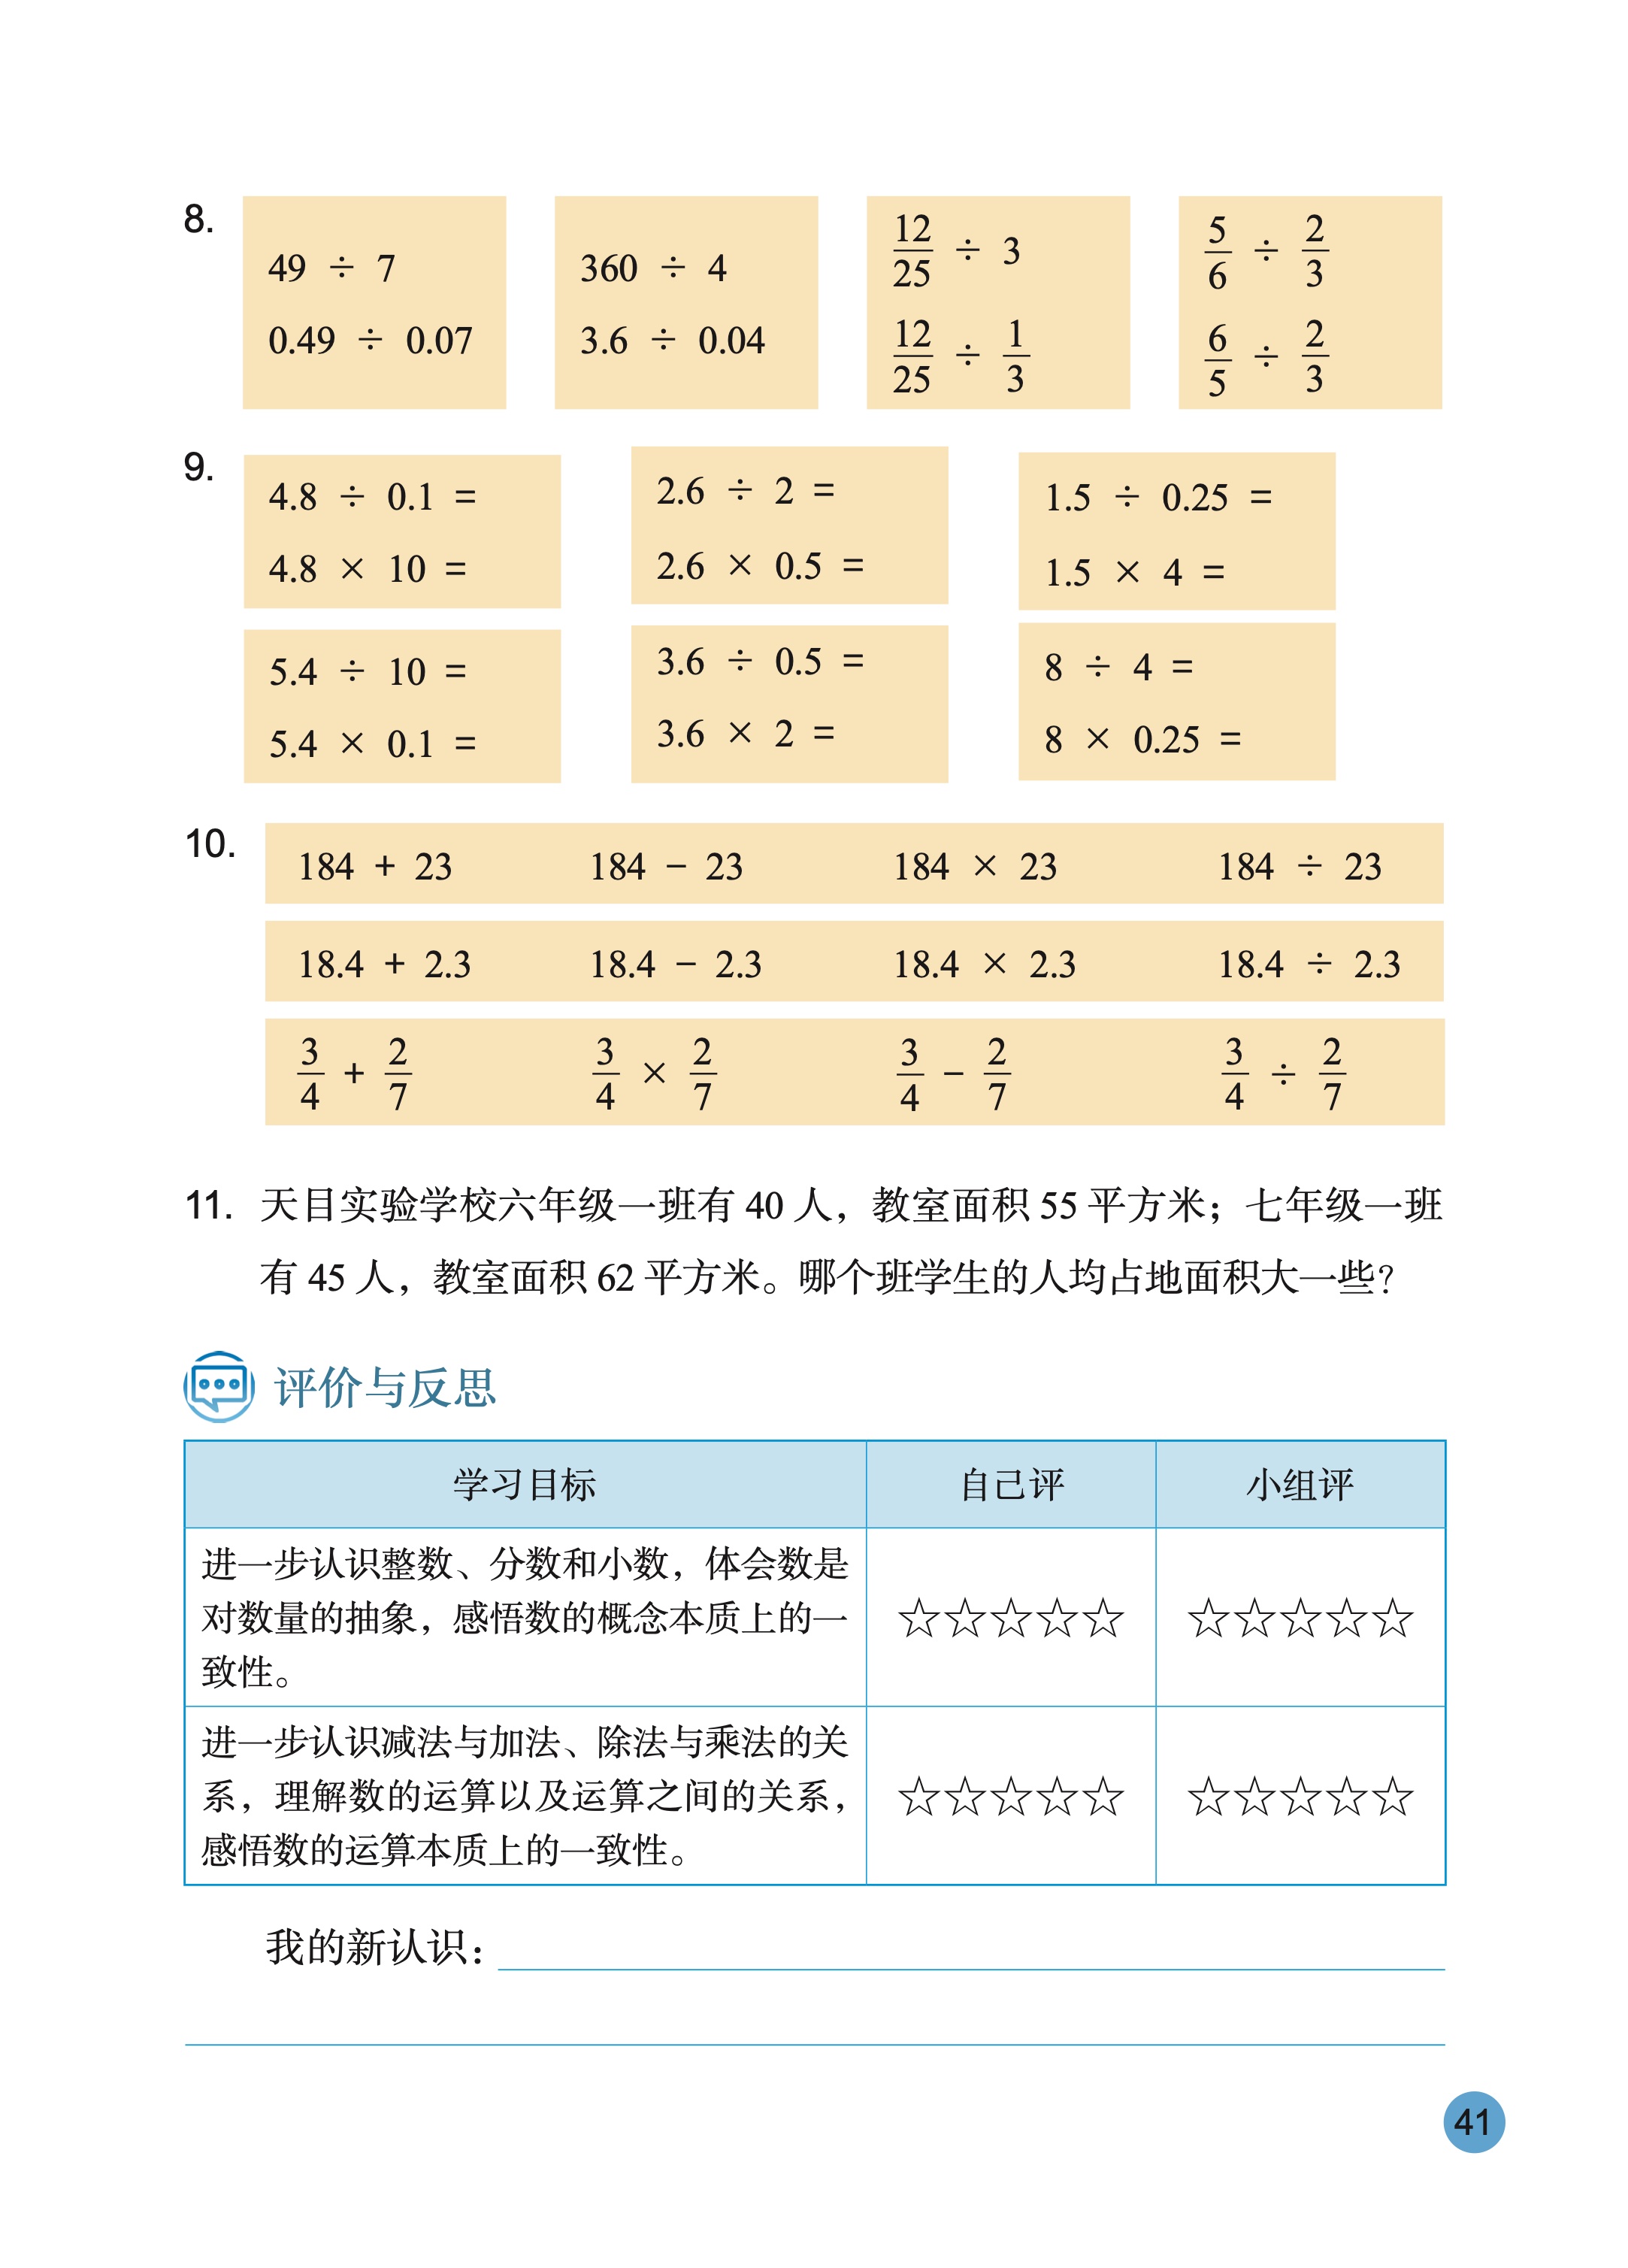 8.
49 ÷ 7
0.49 ÷ 0.07
360 ÷ 4
3.6 ÷ 0.04
12/25 ÷ 3
12/25 ÷ 1/3
5/6 ÷ 2/3
6/5 ÷ 2/3
9.
4.8 ÷ 0.1 =
4.8 × 10 =
2.6 ÷ 2 =
2.6 × 0.5 =
1.5 ÷ 0.25 =
1.5 × 4 =
5.4 ÷ 10 =
5.4 × 0.1 =
3.6 ÷ 0.5 =
3.6 × 2 =
8 ÷ 4 =
8 × 0.25 =
10.
184 + 23 184 − 23 184 × 23 184 ÷ 23
18.4 + 2.3 18.4 − 2.3 18.4 × 2.3 18.4 ÷ 2.3
3/4 + 2/7 3/4 × 2/7 3/4 − 2/7 3/4 ÷ 2/7
11. 天目实验学校六年级一班有 40 人，教室面积 55 平方米；七年级一班
有 45 人，教室面积 62 平方米。哪个班学生的人均占地面积大一些？
评价与反思
学习目标 自己评 小组评
进一步认识整数、分数和小数，体会数是
对数量的抽象，感悟数的概念本质上的一
致性。
☆☆☆☆☆ ☆☆☆☆☆
进一步认识减法与加法、除法与乘法的关
系，理解数的运算以及运算之间的关系，
感悟数的运算本质上的一致性。
☆☆☆☆☆ ☆☆☆☆☆
我的新认识：
41